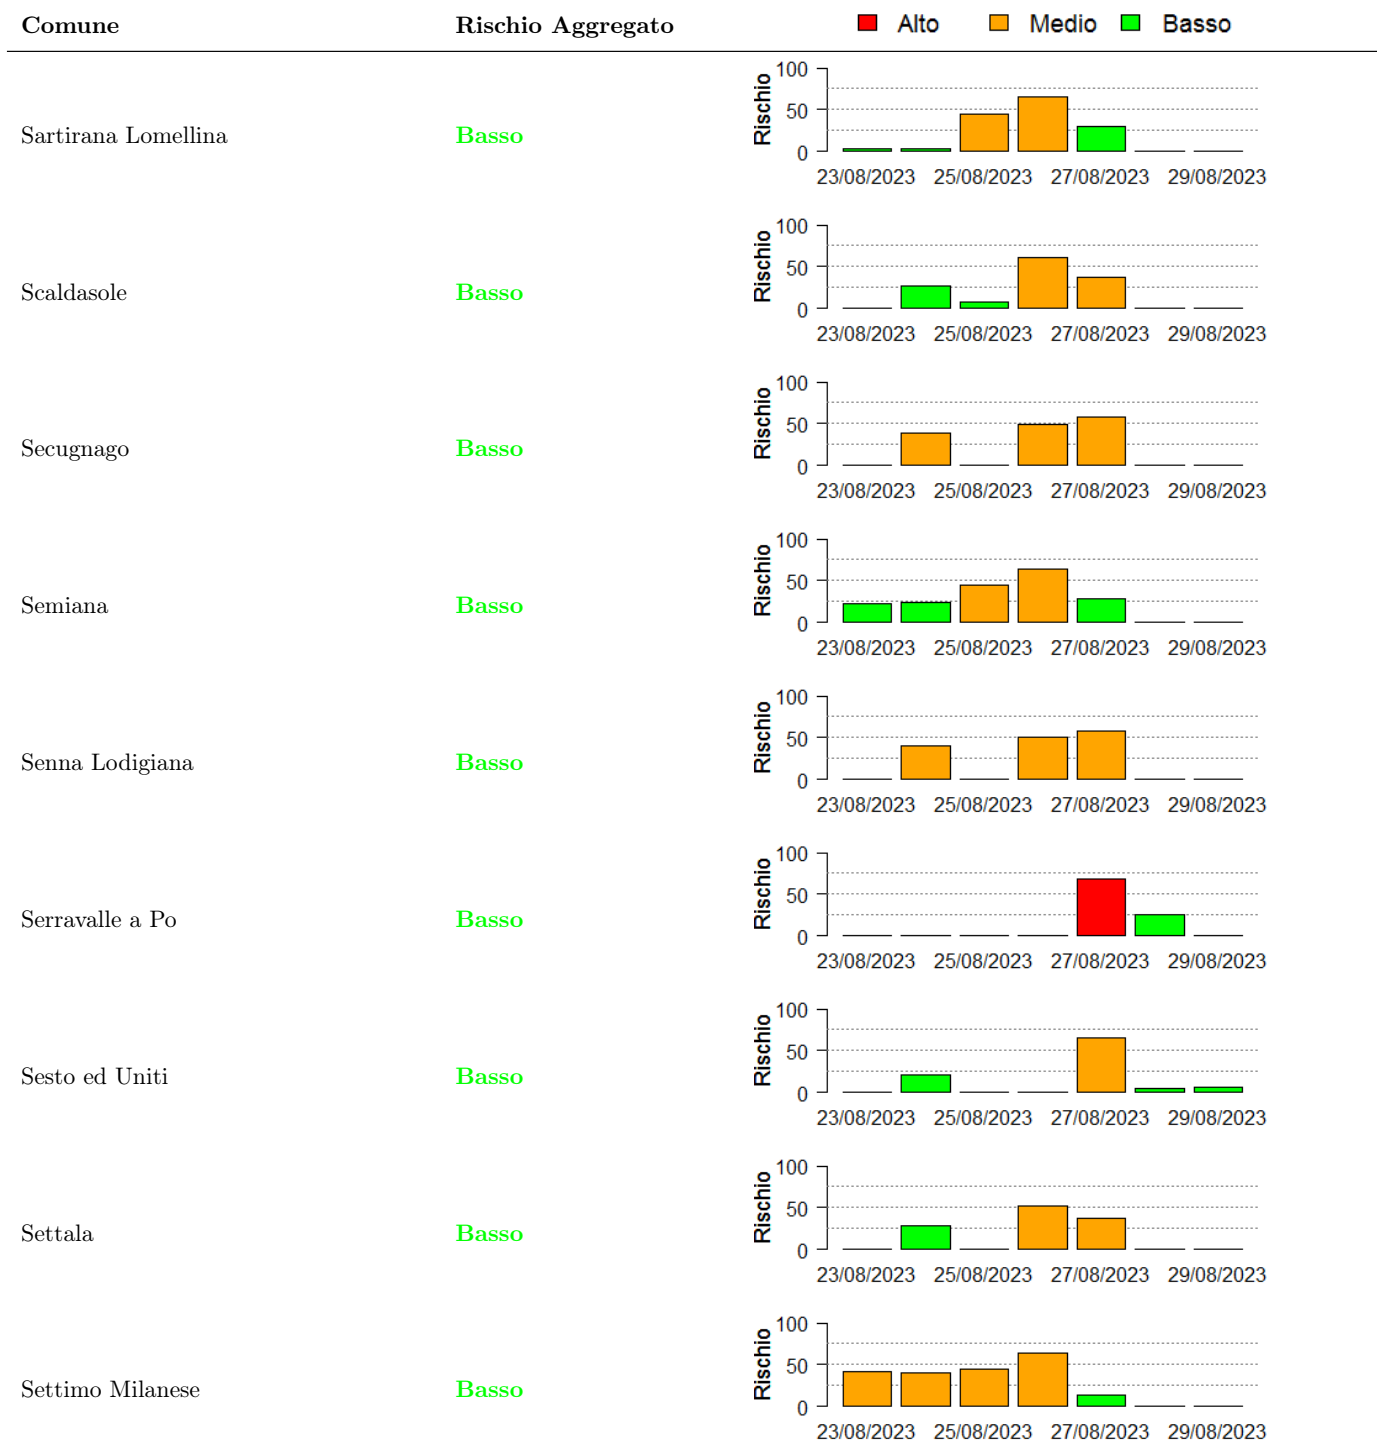 Comune Rischio Aggregato Alto Medio Basso
Sartirana Lomellina Basso
Rischio
100
50
0
23/08/2023 25/08/2023 27/08/2023 29/08/2023
Scaldasole Basso
Rischio
100
50
0
23/08/2023 25/08/2023 27/08/2023 29/08/2023
Secugnago Basso
Rischio
100
50
0
23/08/2023 25/08/2023 27/08/2023 29/08/2023
Semiana Basso
Rischio
100
50
0
23/08/2023 25/08/2023 27/08/2023 29/08/2023
Senna Lodigiana Basso
Rischio
100
50
0
23/08/2023 25/08/2023 27/08/2023 29/08/2023
Serravalle a Po Basso
Rischio
100
50
0
23/08/2023 25/08/2023 27/08/2023 29/08/2023
Sesto ed Uniti Basso
Rischio
100
50
0
23/08/2023 25/08/2023 27/08/2023 29/08/2023
Settala Basso
Rischio
100
50
0
23/08/2023 25/08/2023 27/08/2023 29/08/2023
Settimo Milanese Basso
Rischio
100
50
0
23/08/2023 25/08/2023 27/08/2023 29/08/2023